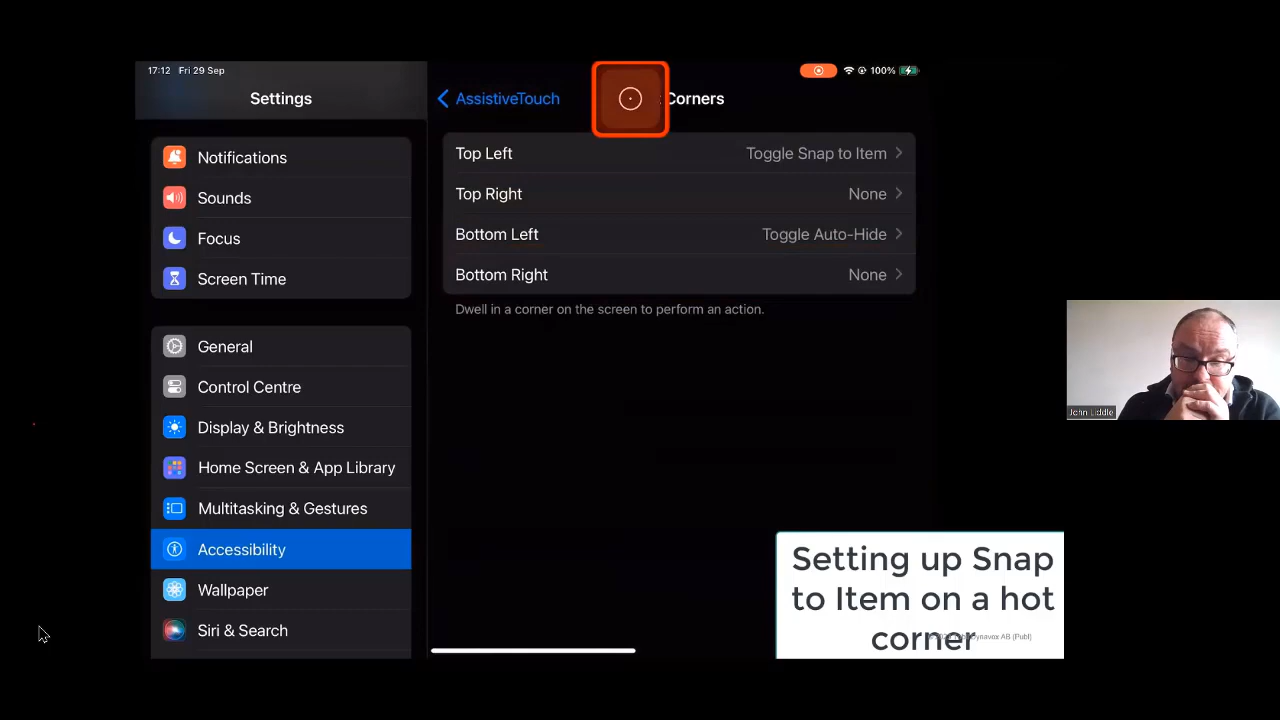 17:12 Fri 29 Sep
100%
Settings
AssistiveTouch
Corners
Notifications
Sounds
Focus
Screen Time
General
Control Centre
Display & Brightness
Home Screen & App Library
Multitasking & Gestures
Accessibility
Wallpaper
Siri & Search
Top Left Toggle Snap to Item
Top Right None
Bottom Left Toggle Auto-Hide
Bottom Right None
Dwell in a corner on the screen to perform an action.
John Liddle
Setting up Snap
to Item on a hot
corner
Dynavox AB (Publ)